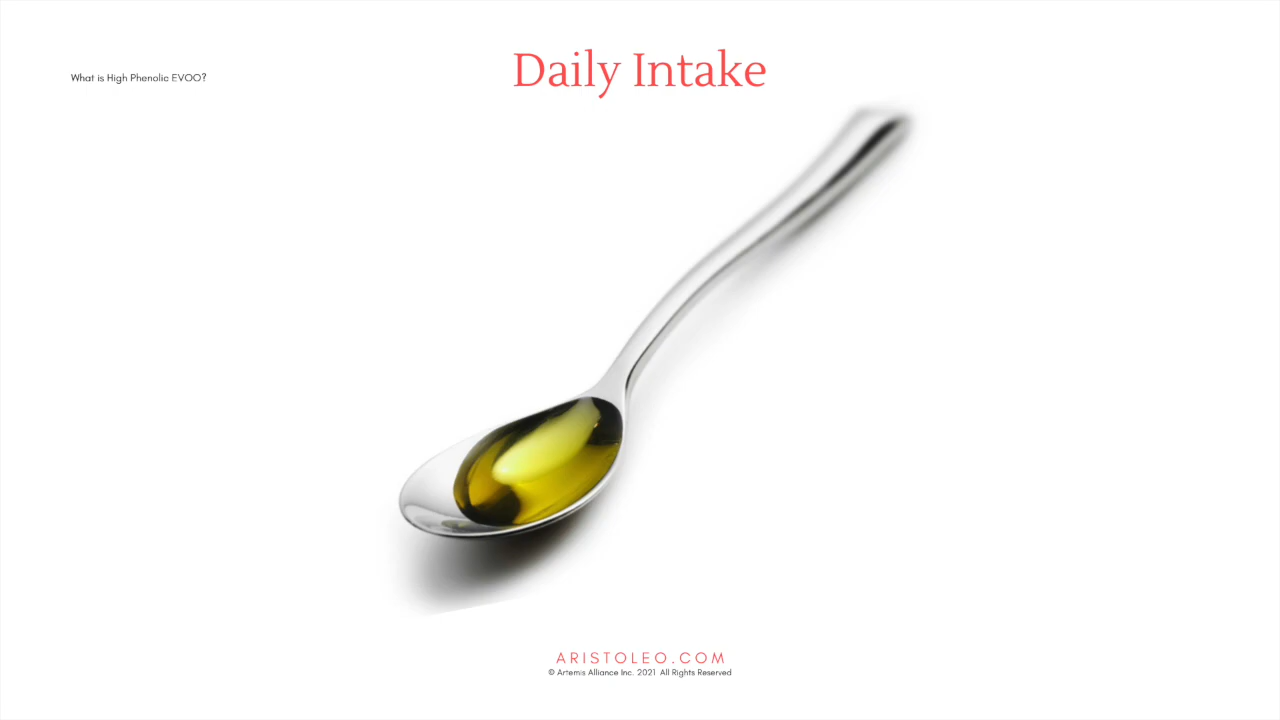 Daily Intake
What is High Phenolic EVOO?
ARISTOLEO.COM
© Artemis Alliance Inc. 2021 All Rights Reserved